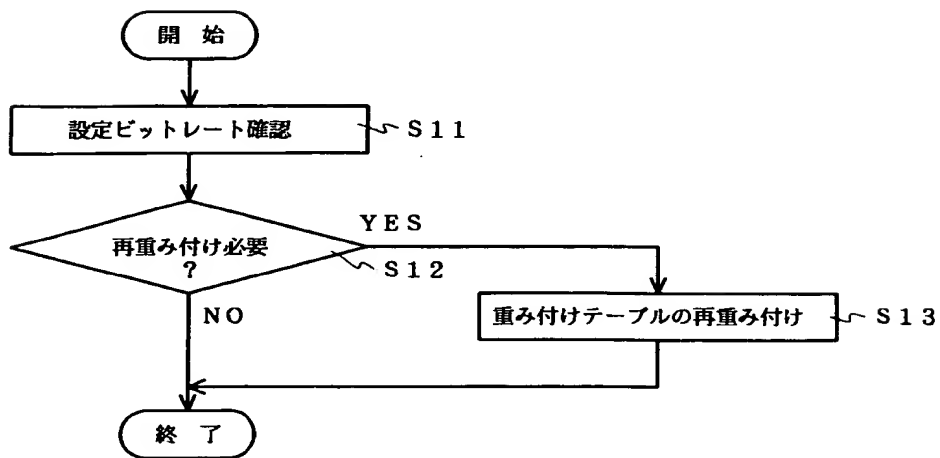 開 始
設定ビットレート確認
S11
YES
再重み付け必要
?
S12
NO
重み付けテーブルの再重み付け
S13
終 了